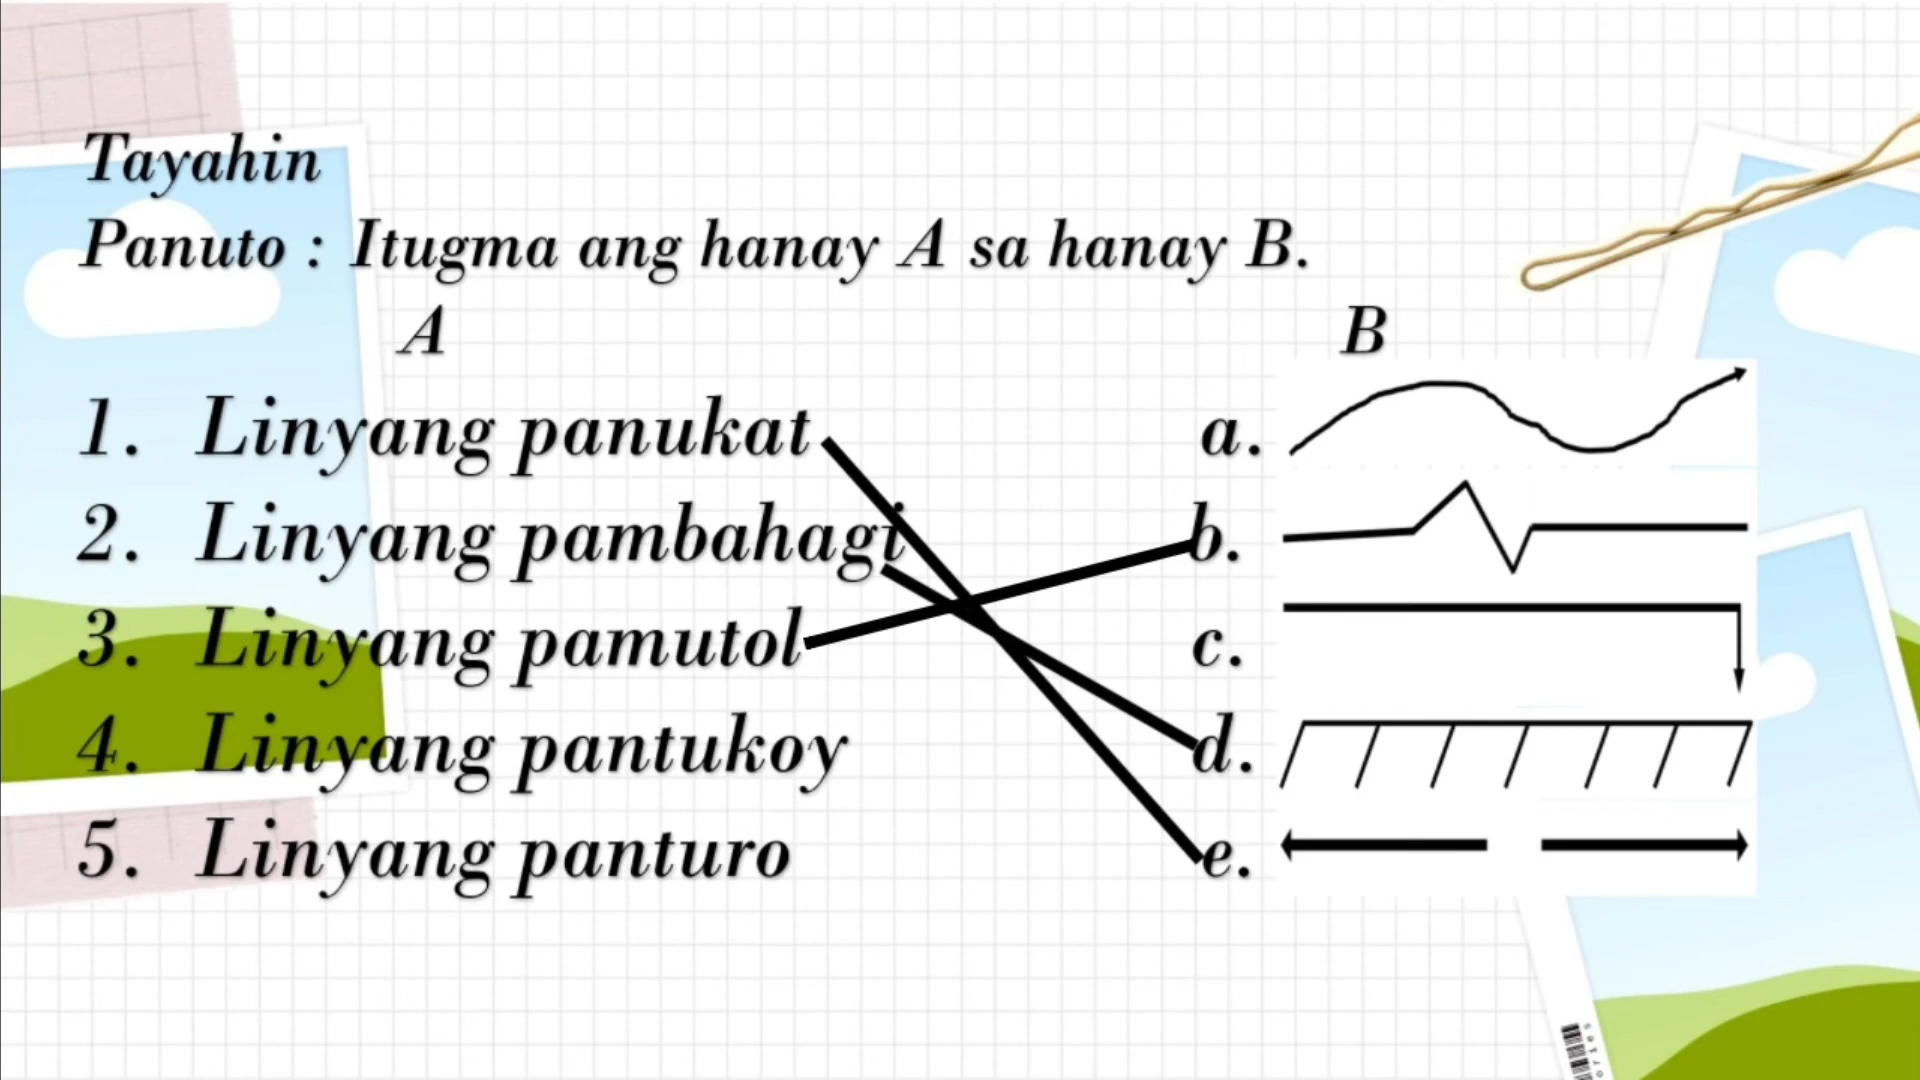 Tayahin
Panuto : Itugma ang hanay A sa hanay B.
A B
1. Linyang panukat a.
2. Linyang pambahagi b.
3. Linyang pamutol c.
4. Linyang pantukoy d.
5. Linyang panturo e.